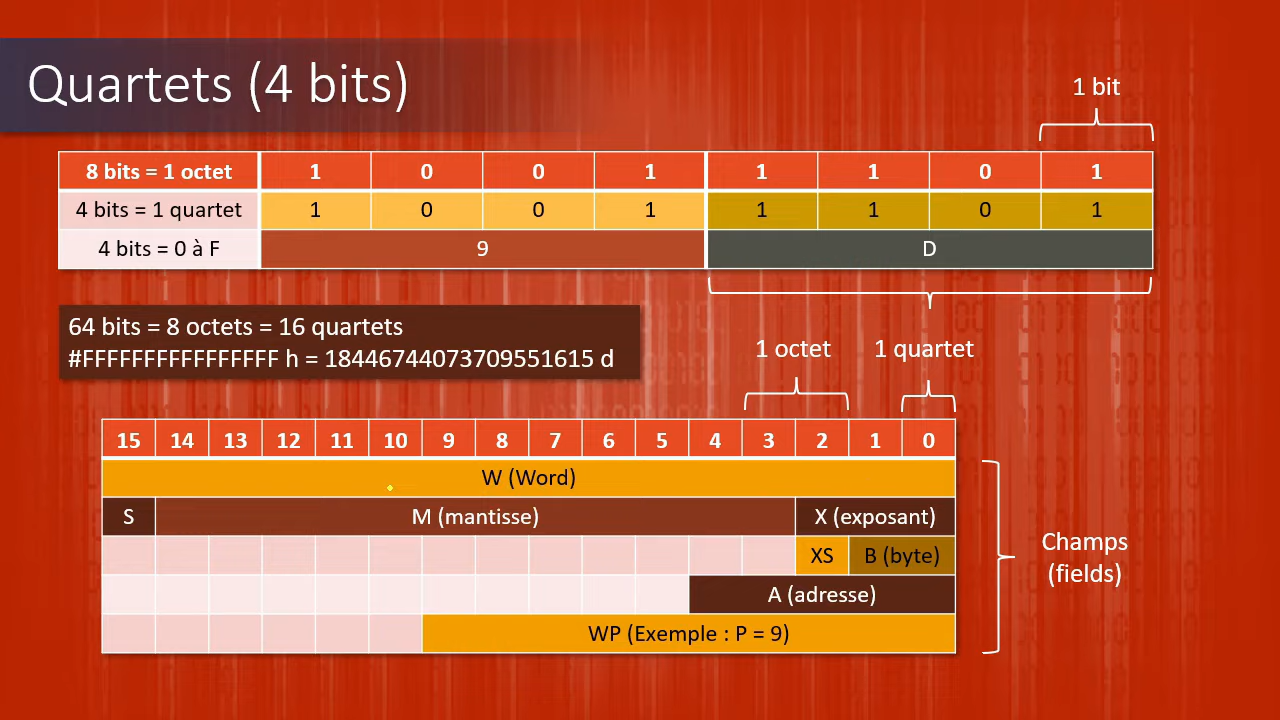 Quartets (4 bits)
1 bit
8 bits = 1 octet 1 0 0 1 1 1 0 1
4 bits = 1 quartet 1 0 0 1 1 1 0 1
4 bits = 0 à F 9 D
64 bits = 8 octets = 16 quartets
#FFFFFFFFFFFFFFFF h = 18446744073709551615 d
1 octet 1 quartet
15 14 13 12 11 10 9 8 7 6 5 4 3 2 1 0
W (Word)
S M (mantisse) X (exposant)
XS B (byte)
A (adresse)
WP (Exemple : P = 9)
Champs
(fields)